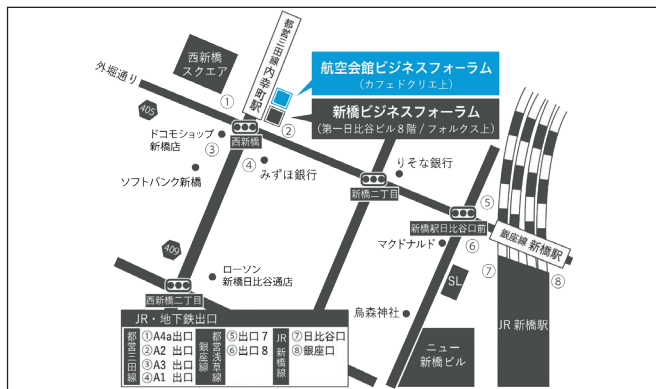 外堀通り
西新橋
スクエア
都営三田線 内幸町駅
航空会館ビジネスフォーラム
(カフェドクリエ上)
新橋ビジネスフォーラム
(第一日比谷ビル8階/フォルクス上)
405
①
②
ドコモショップ
新橋店
西新橋
③
④
みずほ銀行
ソフトバンク新橋
りそな銀行
新橋二丁目
⑤
新橋駅日比谷口前
⑥
マクドナルド
銀座線 新橋駅
⑦
⑧
409
ローソン
新橋日比谷通店
西新橋二丁目
SL
烏森神社
ニュー
新橋ビル
JR 新橋駅
JR・地下鉄出口
都営三田線
①A4a出口
②A2 出口
③A3 出口
④A1 出口
都営浅草線
銀座線
⑤出口 7
⑥出口 8
JR新橋線
⑦日比谷口
⑧銀座口